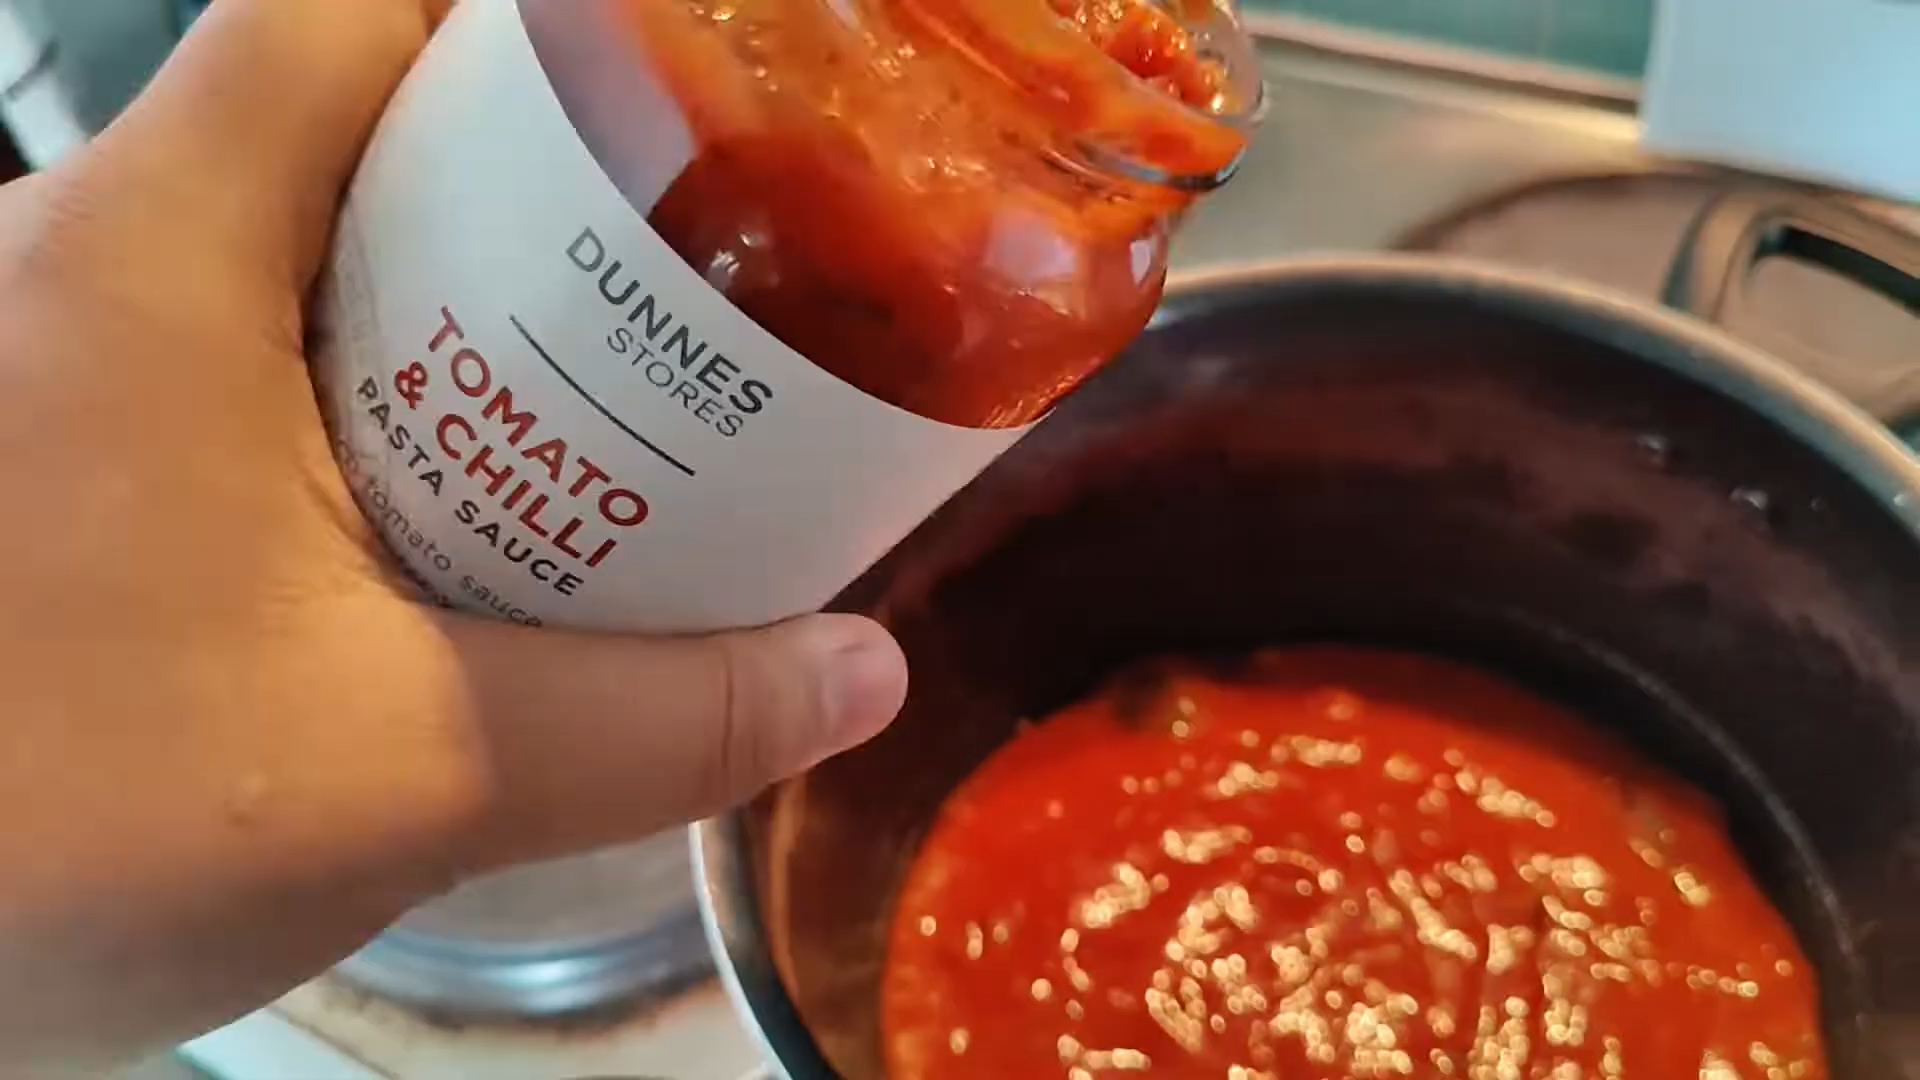 DUNNES
STORES
TOMATO
& CHILLI
PASTA SAUCE
tomato sauce